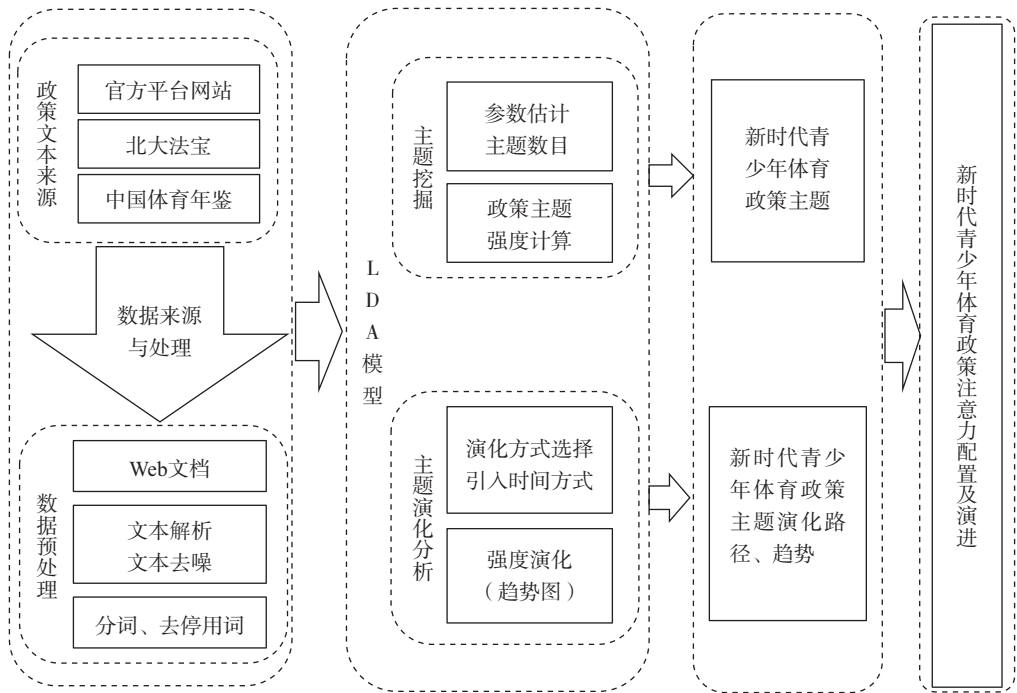 政策文本来源
官方平台网站
北大法宝
中国体育年鉴
数据来源
与处理
数据预处理
Web文档
文本解析
文本去噪
分词、去停用词
LDA模型
主题挖掘
参数估计
主题数目
政策主题
强度计算
主题演化分析
演化方式选择
引入时间方式
强度演化
（趋势图）
新时代青
少年体育
政策主题
新时代青少
年体育政策
主题演化路
径、趋势
新时代青少年体育政策注意力配置及演进